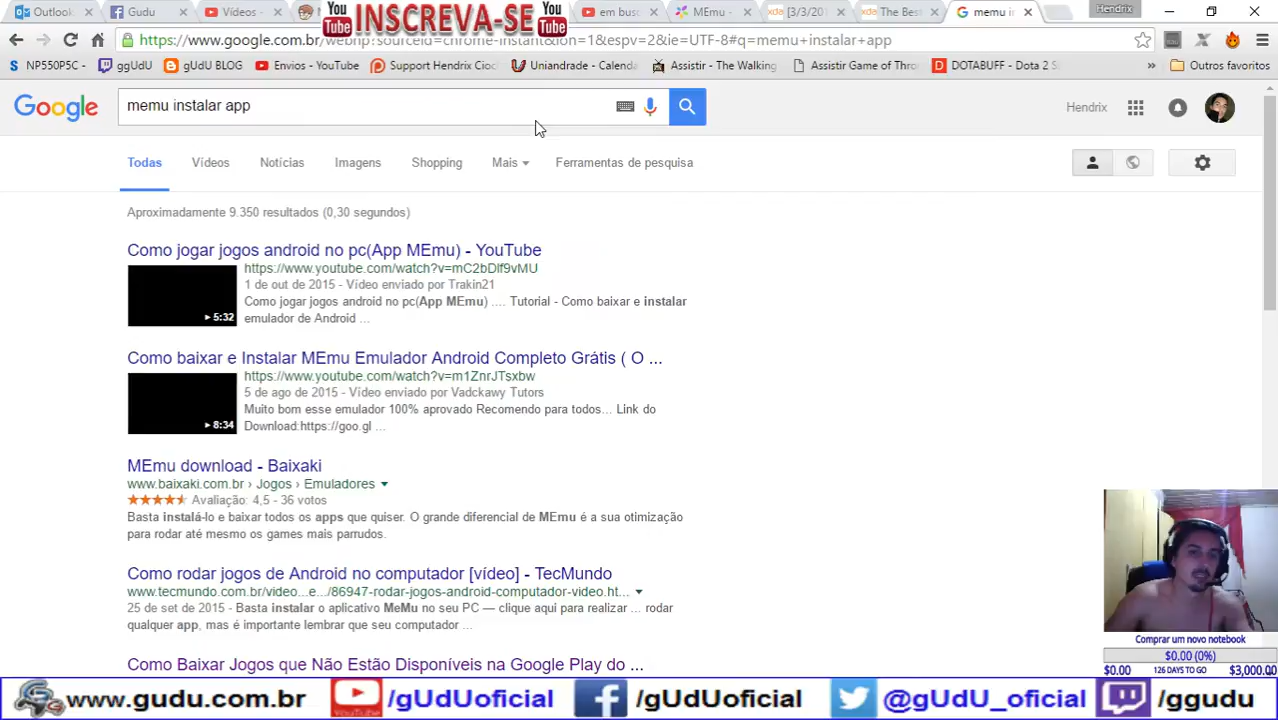 Outlook
Gudu
Vídeos -
You Tube INSCREVA-SE You Tube
em busc
MEmu -
[3/3/201
The Best
memu in
Hendrix
https://www.google.com.br/webhp?sourceid=chrome-instant&ion=1&espv=2&ie=UTF-8#q=memu+instalar+app
NP550P5C -
ggUdU
gUdU BLOG
Envios - YouTube
Support Hendrix Cioc
Uniandrade - Calenda
Assistir - The Walking
Assistir Game of Thro
DOTABUFF - Dota 2 S
»
Outros favoritos
Google
memu instalar app
Hendrix
Todas
Vídeos
Notícias
Imagens
Shopping
Mais
Ferramentas de pesquisa
Aproximadamente 9.350 resultados (0,30 segundos)
Como jogar jogos android no pc(App MEmu) - YouTube
https://www.youtube.com/watch?v=mC2bDlf9vMU
1 de out de 2015 - Vídeo enviado por Trakin21
Como jogar jogos android no pc(App MEmu) .... Tutorial - Como baixar e instalar
emulador de Android ...
5:32
Como baixar e Instalar MEmu Emulador Android Completo Grátis ( O ...
https://www.youtube.com/watch?v=m1ZnrJTsxbw
5 de ago de 2015 - Vídeo enviado por Vadckawy Tutors
Muito bom esse emulador 100% aprovado Recomendo para todos... Link do
Download:https://goo.gl ...
8:34
MEmu download - Baixaki
www.baixaki.com.br › Jogos › Emuladores
Avaliação: 4,5 - 36 votos
Basta instalá-lo e baixar todos os apps que quiser. O grande diferencial de MEmu é a sua otimização
para rodar até mesmo os games mais parrudos.
Como rodar jogos de Android no computador [vídeo] - TecMundo
www.tecmundo.com.br/video...e.../86947-rodar-jogos-android-computador-video.ht...
25 de set de 2015 - Basta instalar o aplicativo MeMu no seu PC — clique aqui para realizar ... rodar
qualquer app, mas é importante lembrar que seu computador ...
Como Baixar Jogos que Não Estão Disponíveis na Google Play do ...
Comprar um novo notebook
$0.00 (0%)
$0.00
126 DAYS TO GO
$3,000.00
www.gudu.com.br
YouTube
/gUdUoficial
/gUdUoficial
@gUdU_oficial
/ggudu